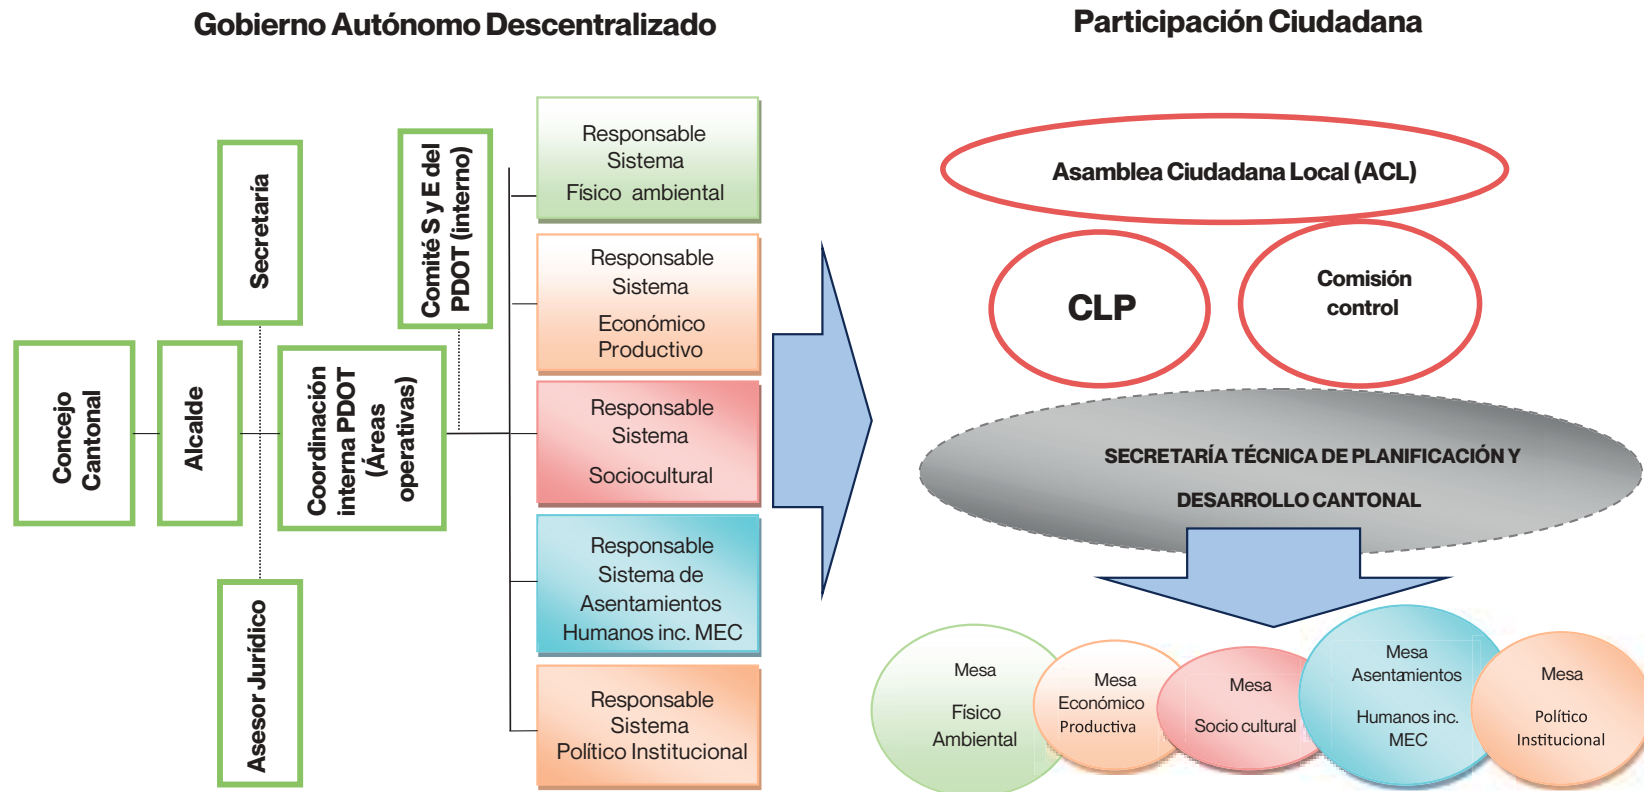 Gobierno Autónomo Descentralizado
Participación Ciudadana
Concejo
Cantonal
Alcalde
Secretaría
Asesor Jurídico
Coordinación
interna PDOT
(Áreas
operativas)
Comité S y E del
PDOT (interno)
Responsable
Sistema
Físico ambiental
Responsable
Sistema
Económico
Productivo
Responsable
Sistema
Sociocultural
Responsable
Sistema de
Asentamientos
Humanos inc. MEC
Responsable
Sistema
Político Institucional
Asamblea Ciudadana Local (ACL)
CLP
Comisión
control
SECRETARÍA TÉCNICA DE PLANIFICACIÓN Y
DESARROLLO CANTONAL
Mesa
Físico
Ambiental
Mesa
Económico
Productiva
Mesa
Socio cultural
Mesa
Asentamientos
Humanos inc.
MEC
Mesa
Político
Institucional